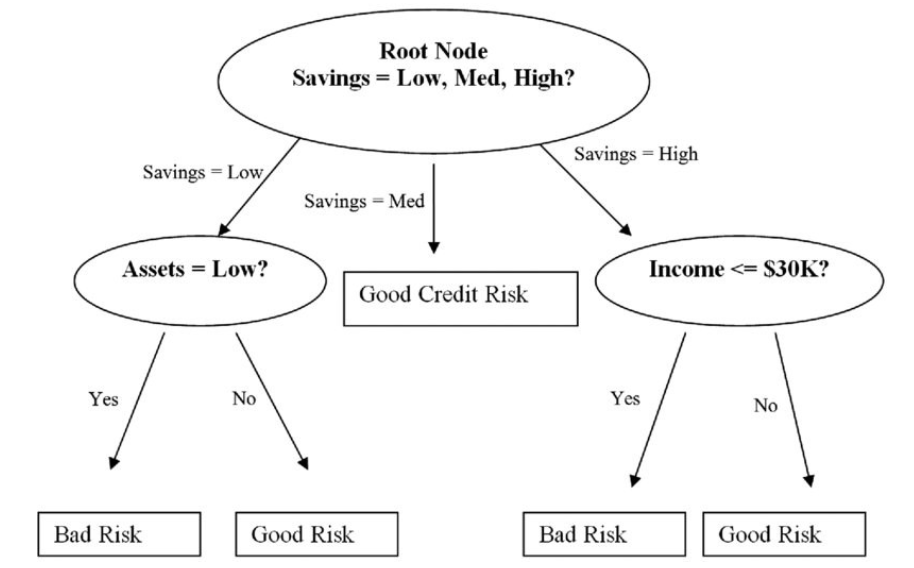 Root Node
Savings = Low, Med, High?
Savings = Low
Savings = Med
Savings = High
Assets = Low?
Good Credit Risk
Income <= $30K?
Yes
No
Yes
No
Bad Risk
Good Risk
Bad Risk
Good Risk